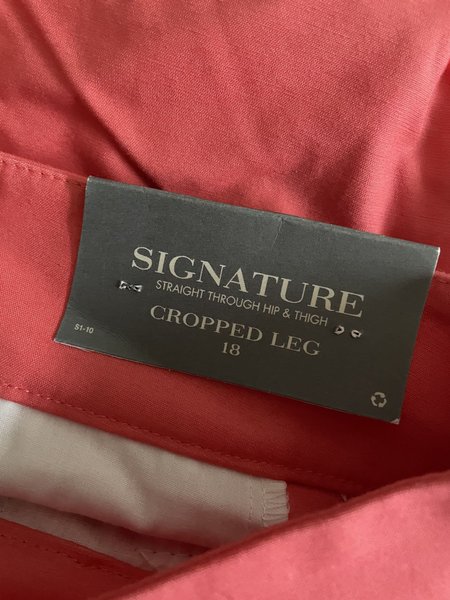 SIGNATURE
STRAIGHT THROUGH HIP & THIGH
CROPPED LEG
18
S1-10